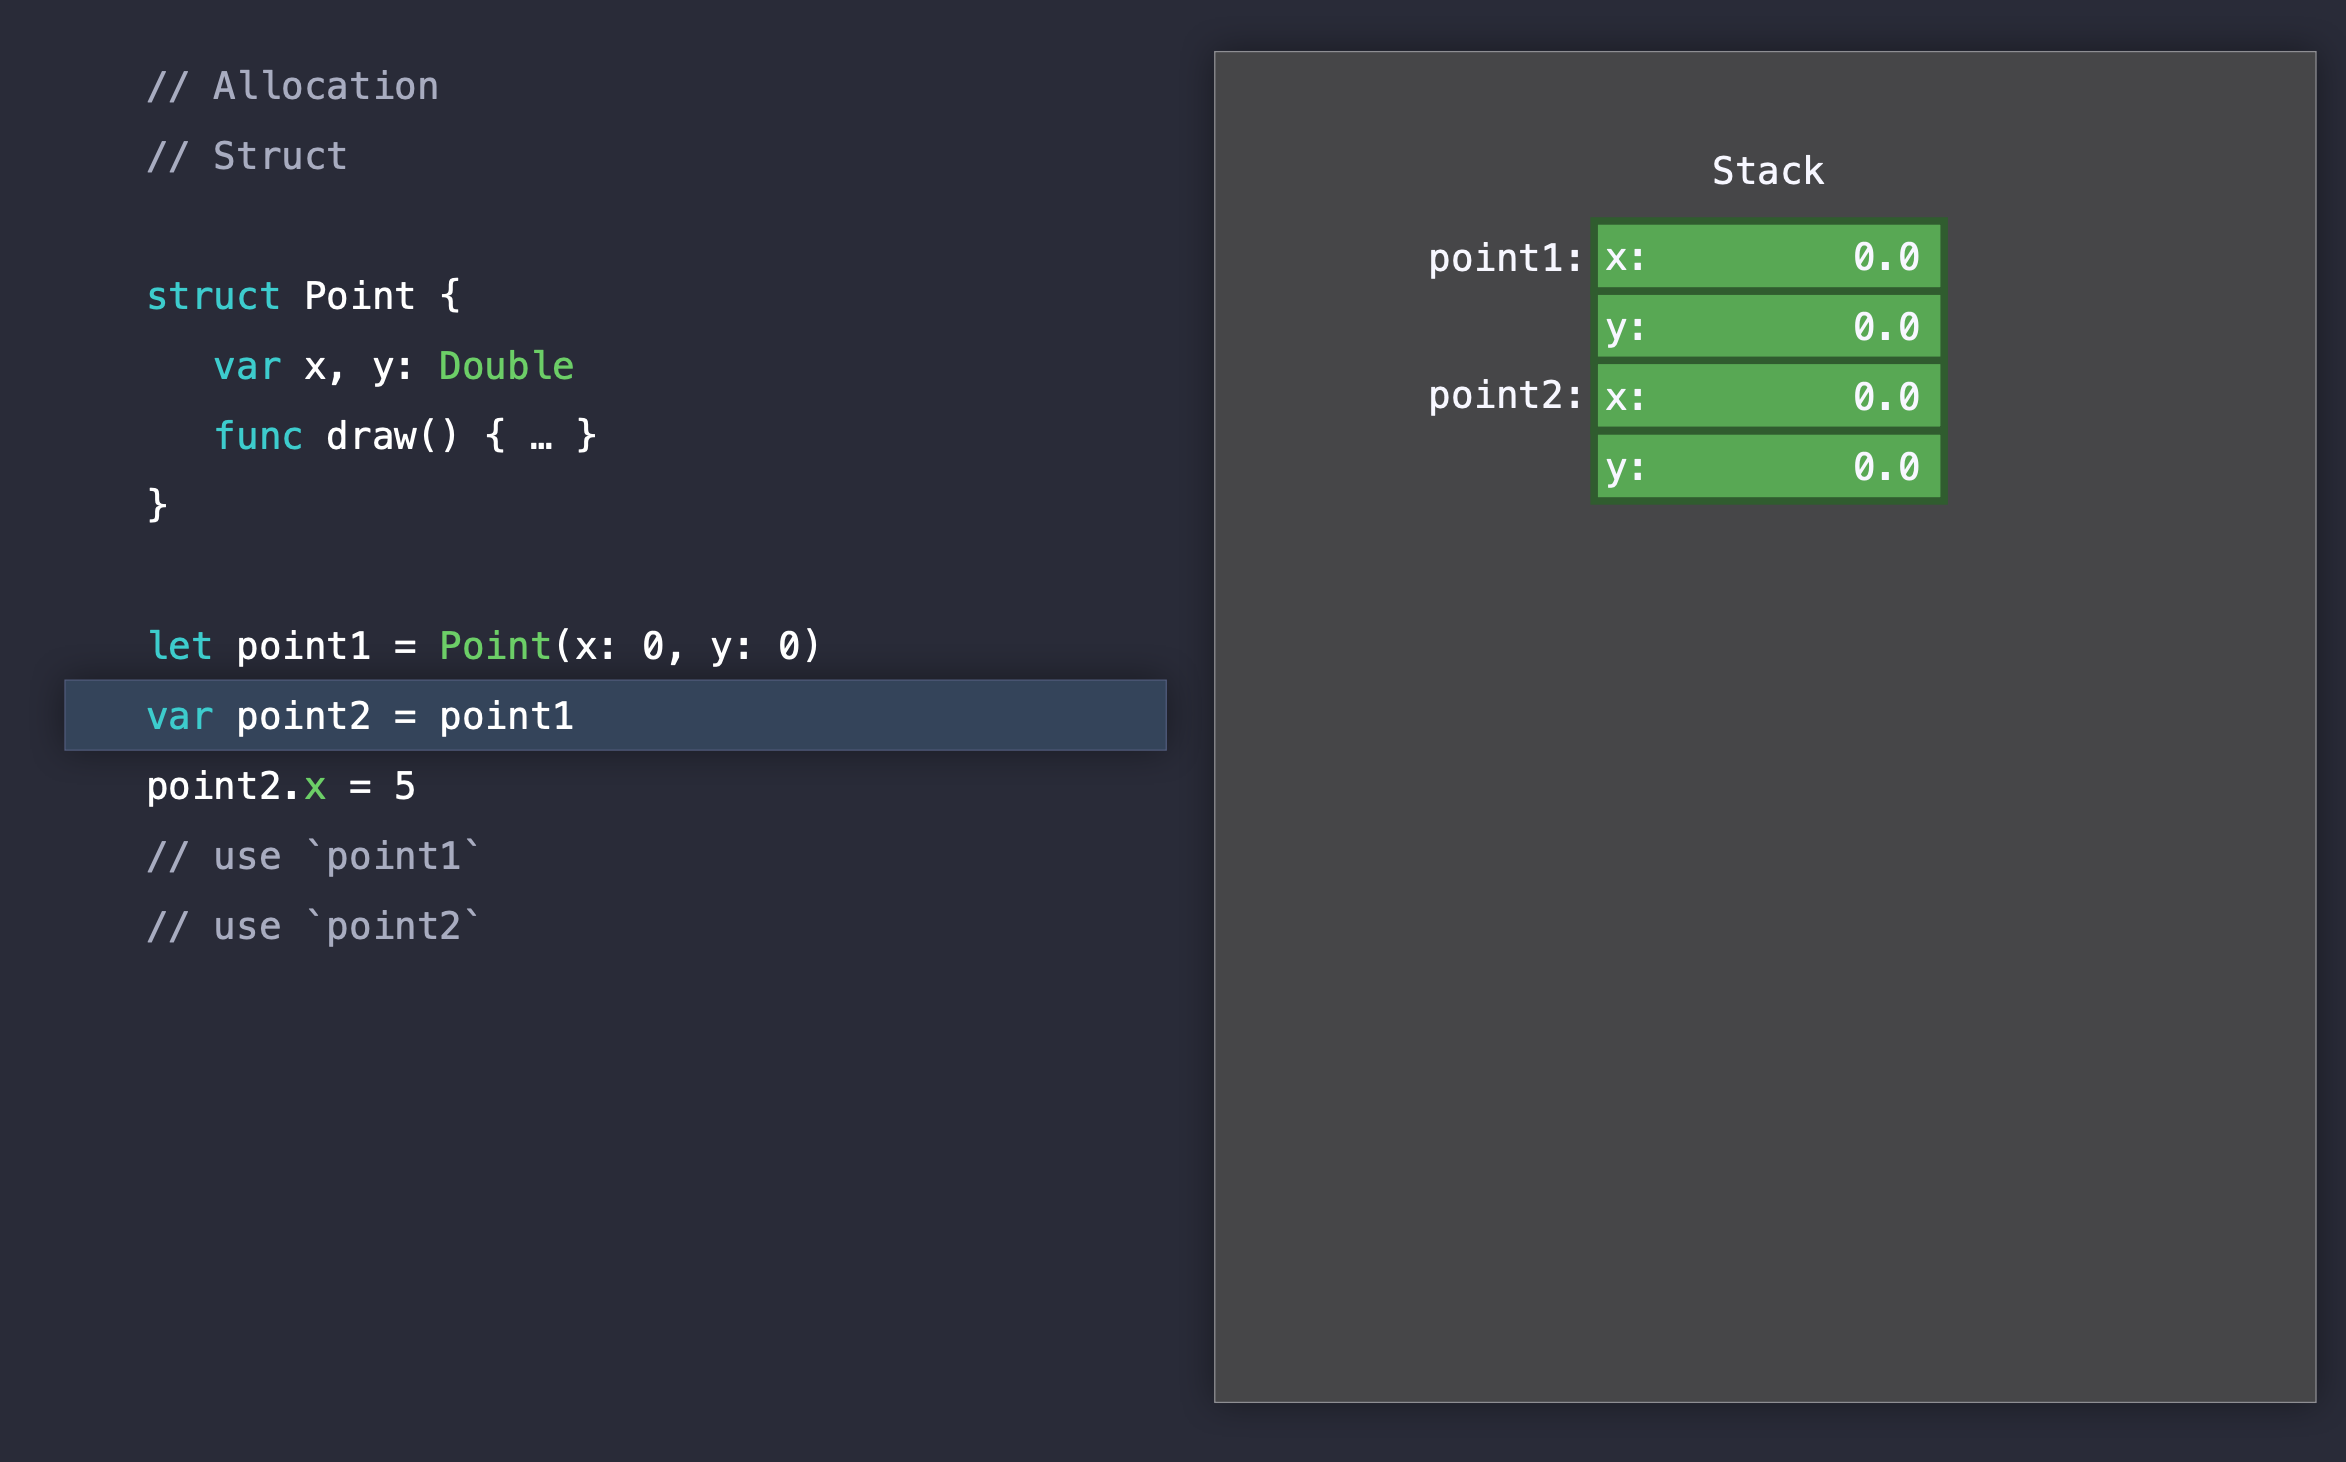 // Allocation
// Struct
struct Point {
var x, y: Double
func draw() { … }
}
let point1 = Point(x: 0, y: 0)
var point2 = point1
point2.x = 5
// use `point1`
// use `point2`
Stack
point1: x: 0.0
y: 0.0
point2: x: 0.0
y: 0.0